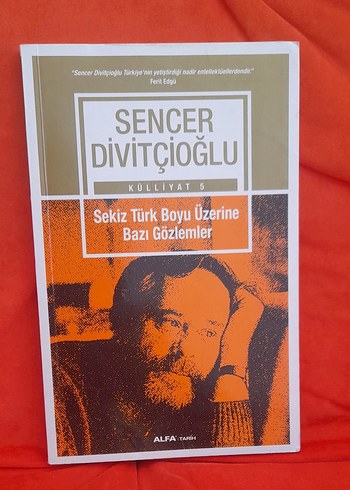 "Sencer Divitçioğlu Türkiye'nin yetiştirdiği nadir entellektüellerdendir."
Ferit Edgü
SENCER
DİVİTÇİOĞLU
KÜLLİYAT 5
Sekiz Türk Boyu Üzerine
Bazı Gözlemler
ALFA TARİH